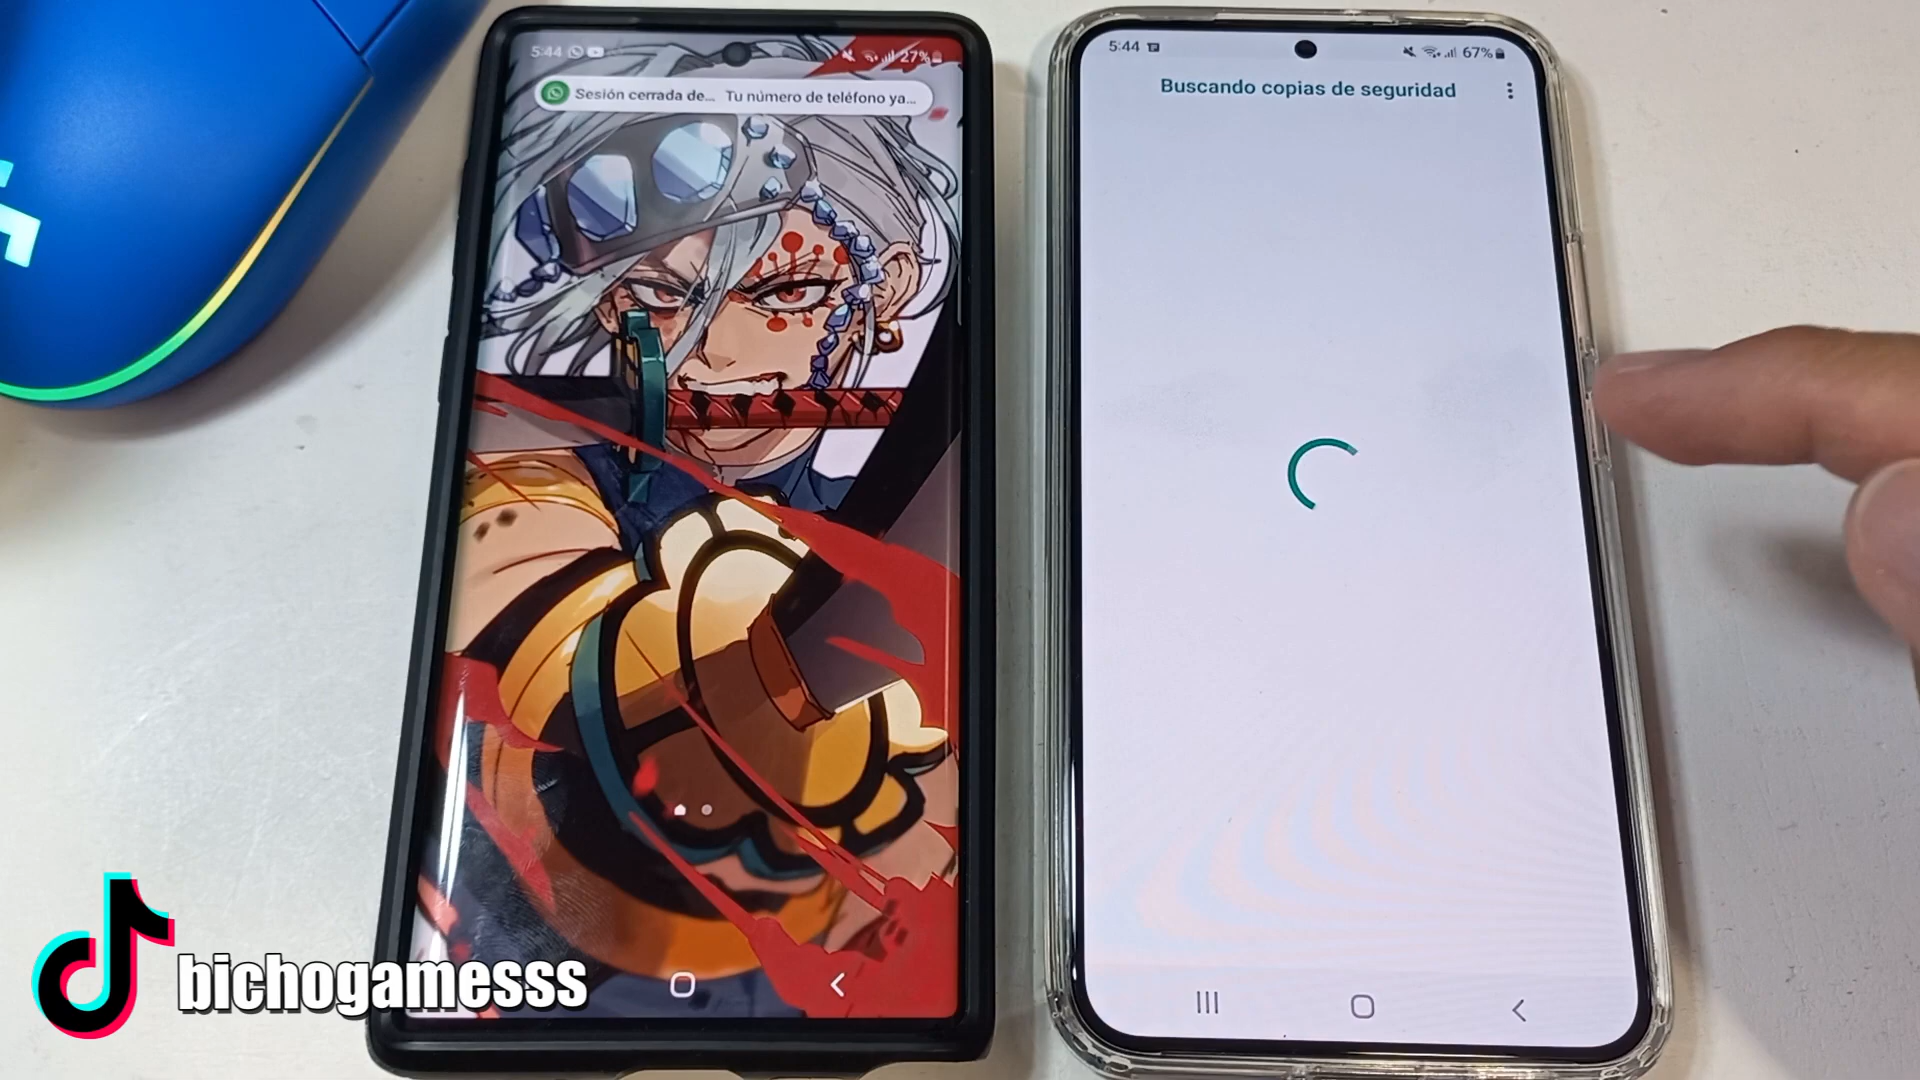 5:44
27%
Sesión cerrada de... Tu número de teléfono ya...
5:44
67%
Buscando copias de seguridad
bichogamesss